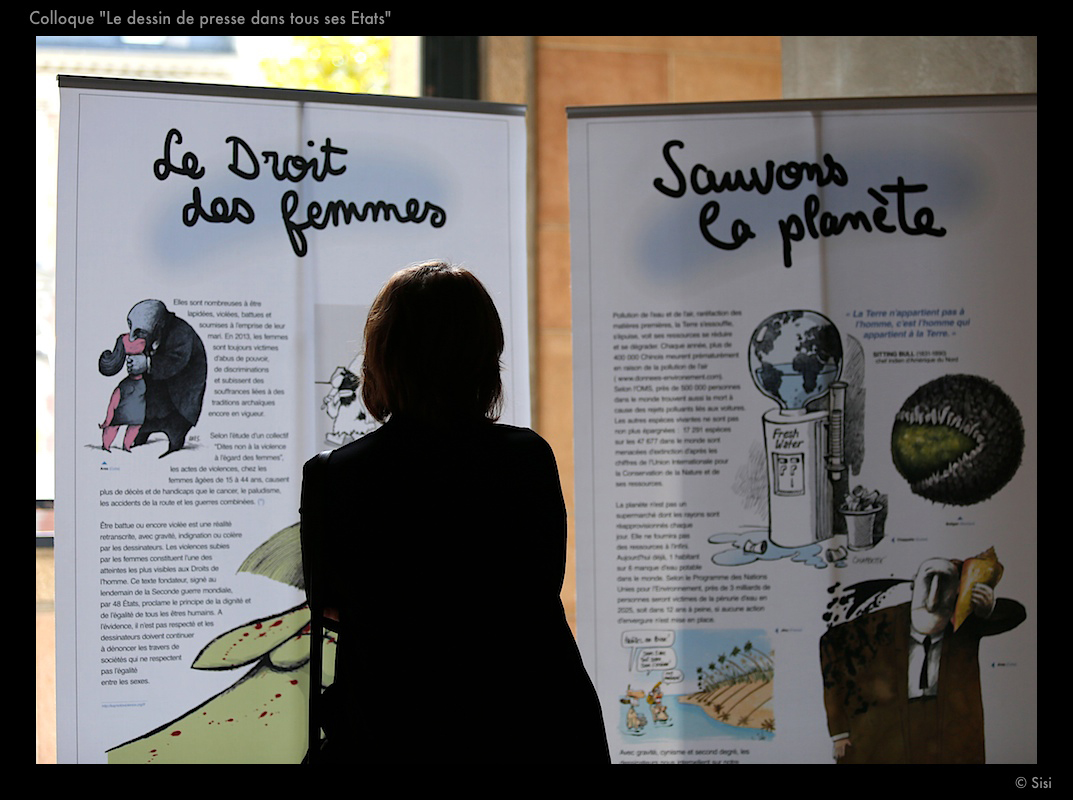 Colloque "Le dessin de presse dans tous ses Etats"
Le Droit
des femmes
Elles sont nombreuses à être
lapidées, violées, battues et
soumises à l'emprise de leur
mari. En 2013, les femmes
sont toujours victimes
d'abus de pouvoir,
de discriminations
et subissent des
souffrances liées à des
traditions archaïques
encore en vigueur.
Selon l'étude d'un collectif
"Dites non à la violence
à l'égard des femmes",
les actes de violences, chez les
femmes âgées de 15 à 44 ans, causent
plus de décès et de handicaps que le cancer, le paludisme,
les accidents de la route et les guerres combinées. (*)
Être battue ou encore violée est une réalité
retranscrite, avec gravité, indignation ou colère
par les dessinateurs. Les violences subies
par les femmes constituent l'une des
atteintes les plus visibles aux Droits de
l'homme. Ce texte fondateur, signé au
lendemain de la Seconde guerre mondiale,
par 48 États, proclame le principe de la dignité et
de l'égalité de tous les êtres humains. À
l'évidence, il n'est pas respecté et les
dessinateurs doivent continuer
à dénoncer les travers de
sociétés qui ne respectent
pas l'égalité
entre les sexes.
Sauvons
la planète
Pollution de l'eau et de l'air, raréfaction des
matières premières, la Terre s'essouffle,
s'épuise, voit ses ressources se réduire
et se dégrader. Chaque année, plus de
400 000 Chinois meurent prématurément
en raison de la pollution de l'air
(www.donnees-environnement.com).
Selon l'OMS, près de 500 000 personnes
dans le monde trouvent aussi la mort à
cause des rejets polluants liés aux voitures.
Les autres espèces vivantes ne sont pas
non plus épargnées : 17 291 espèces
sur les 47 677 dans le monde sont
menacées d'extinction d'après les
chiffres de l'Union Internationale pour
la Conservation de la Nature et de
ses ressources.
La planète n'est pas un
supermarché dont les rayons sont
réapprovisionnés chaque
jour. Elle ne fournira pas
des ressources à l'infini.
Aujourd'hui déjà, 1 habitant
sur 6 manque d'eau potable
dans le monde. Selon le Programme des Nations
Unies pour l'Environnement, près de 3 milliards de
personnes seront victimes de la pénurie d'eau en
2025, soit dans 12 ans à peine, si aucune action
d'envergure n'est mise en place.
« La Terre n'appartient pas à
l'homme, c'est l'homme qui
appartient à la Terre. »
SITTING BULL (1831-1890)
chef indien d'Amérique du Nord
Fresh
Water
??
Avec gravité, cynisme et second degré, les
dessinateurs nous interpellent sur notre
© Sisi